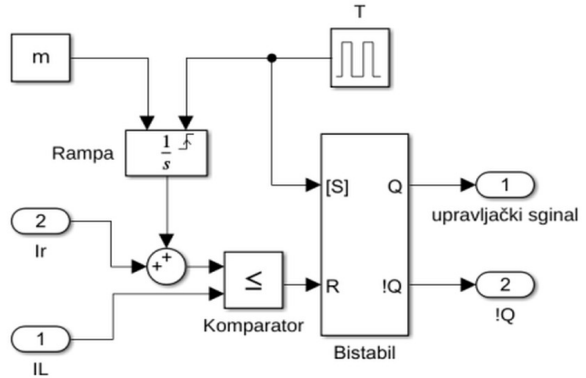 T
m
1
s
Rampa
[S]
Q
1
upravljački sginal
2
Ir
+
+
≤
R
!Q
2
!Q
Komparator
1
IL
Bistabil